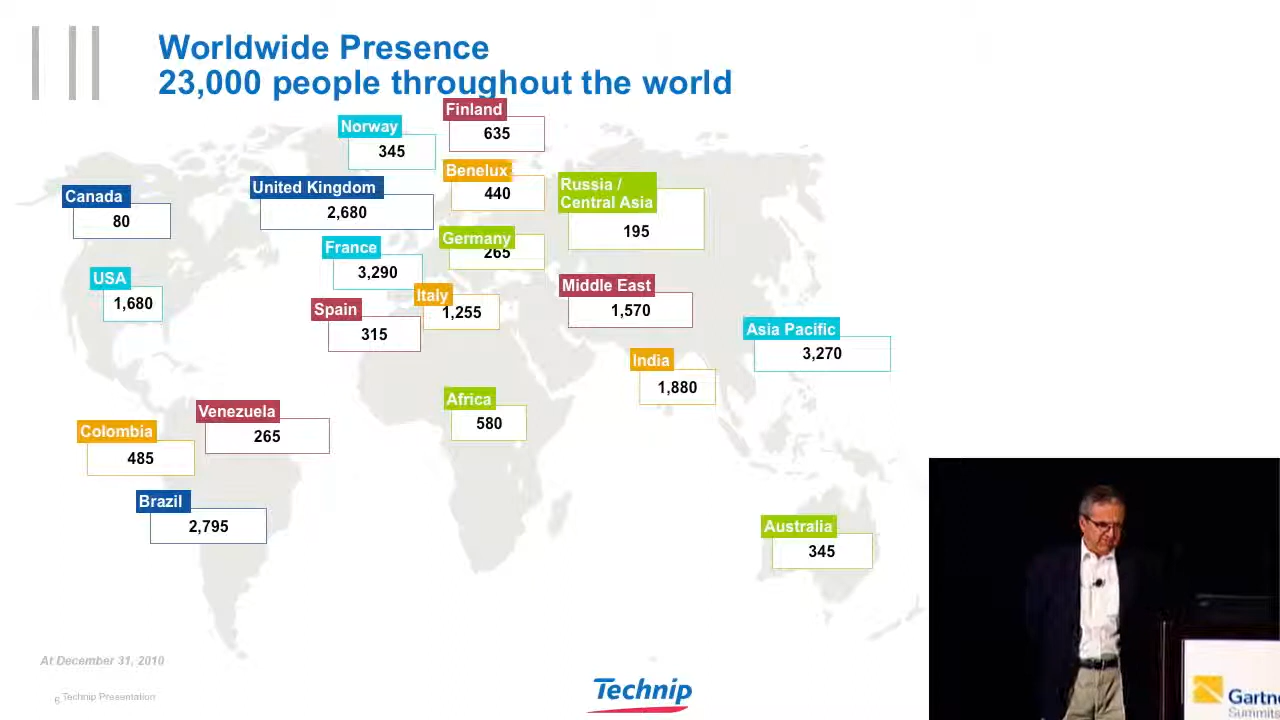 Worldwide Presence
23,000 people throughout the world
Finland
635
Norway
345
Benelux
440
Russia /
Central Asia
195
United Kingdom
2,680
Canada
80
Germany
265
France
3,290
USA
1,680
Middle East
1,570
Italy
1,255
Spain
315
Asia Pacific
3,270
India
1,880
Africa
580
Venezuela
265
Colombia
485
Brazil
2,795
Australia
345
At December 31, 2010
6 Technip Presentation
Technip
Gartne
Summits